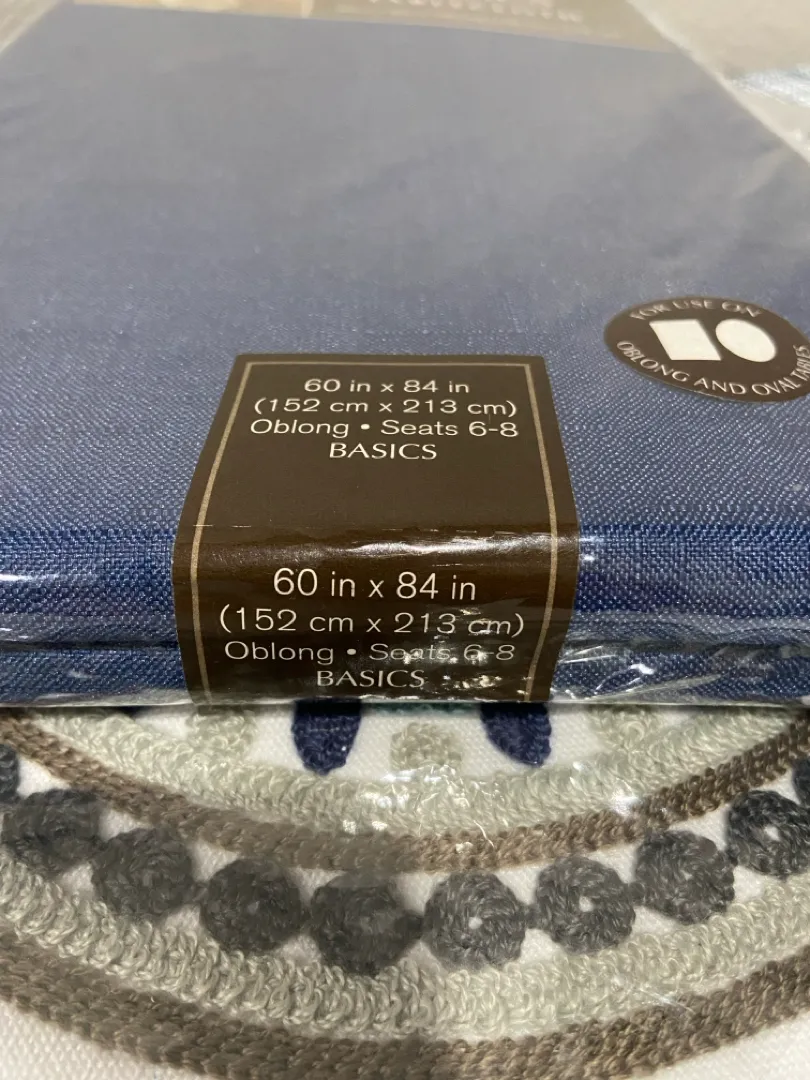 FOR USE ON
OBLONG AND OVAL TABLES
60 in x 84 in
(152 cm x 213 cm)
Oblong • Seats 6-8
BASICS
60 in x 84 in
(152 cm x 213 cm)
Oblong • Seats 6-8
BASICS